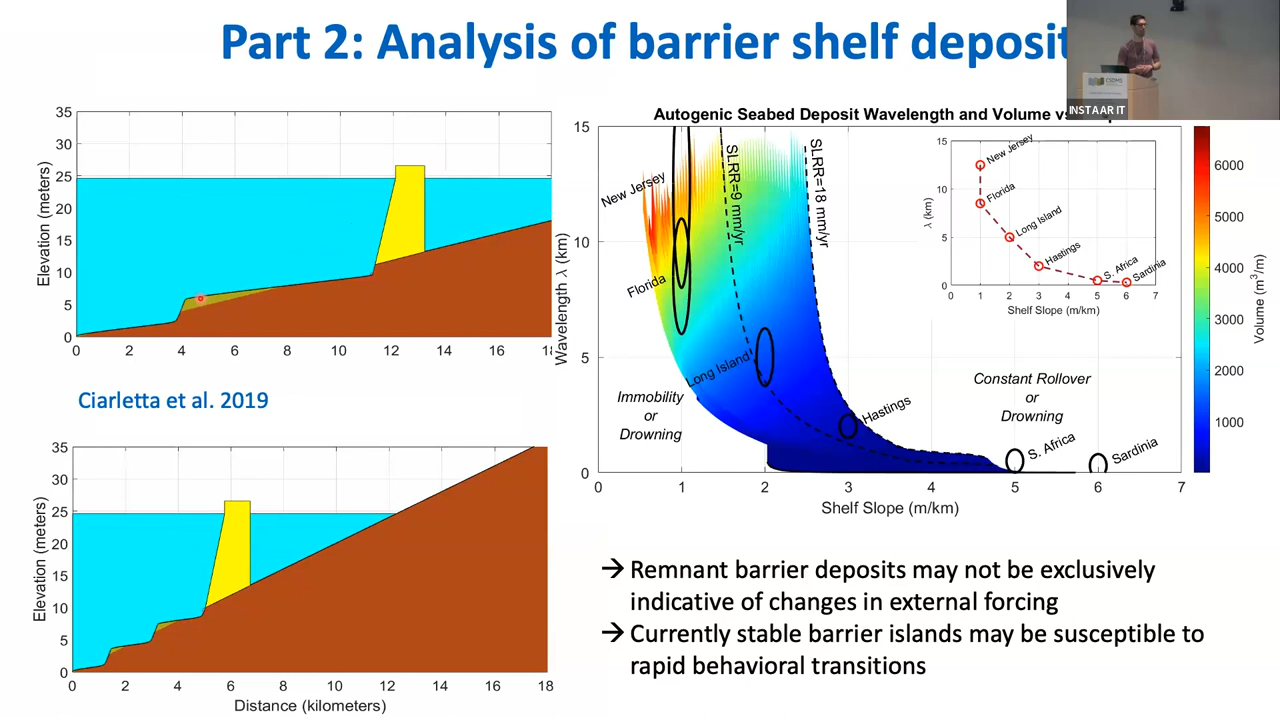 Part 2: Analysis of barrier shelf deposit
INSTAAR IT
35
30
25
20
15
10
5
0
Elevation (meters)
0
2
4
6
8
10
12
14
16
18
Ciarletta et al. 2019
35
30
25
20
15
10
5
0
Elevation (meters)
0
2
4
6
8
10
12
14
16
18
Distance (kilometers)
Autogenic Seabed Deposit Wavelength and Volume vs
15
10
5
0
Wavelength λ (km)
New Jersey
Florida
Long Island
Hastings
S. Africa
Sardinia
SLRR=9 mm/yr
SLRR=18 mm/yr
Immobility
or
Drowning
Constant Rollover
or
Drowning
0
1
2
3
4
5
6
7
Shelf Slope (m/km)
15
10
5
0
λ (km)
New Jersey
Florida
Long Island
Hastings
S. Africa
Sardinia
0
1
2
3
4
5
6
7
Shelf Slope (m/km)
6000
5000
4000
3000
2000
1000
Volume (m³/m)
→ Remnant barrier deposits may not be exclusively
indicative of changes in external forcing
→ Currently stable barrier islands may be susceptible to
rapid behavioral transitions